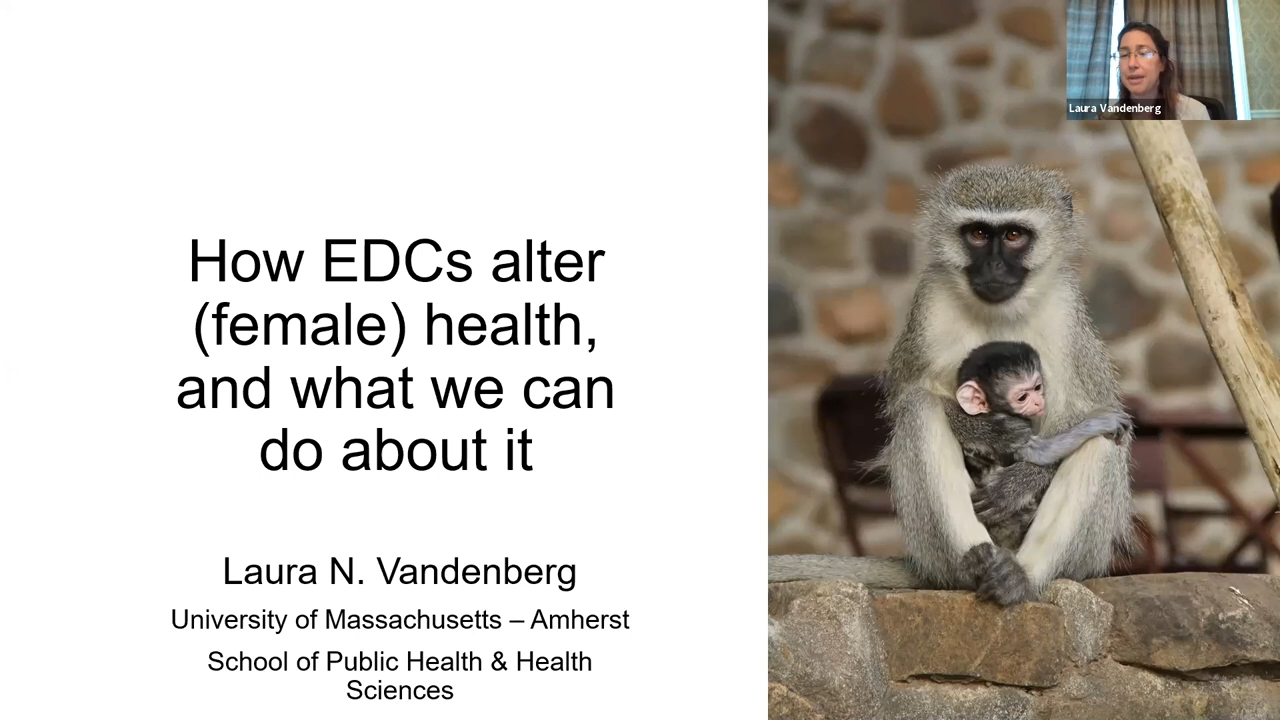 Laura Vandenberg
How EDCs alter
(female) health,
and what we can
do about it
Laura N. Vandenberg
University of Massachusetts – Amherst
School of Public Health & Health
Sciences